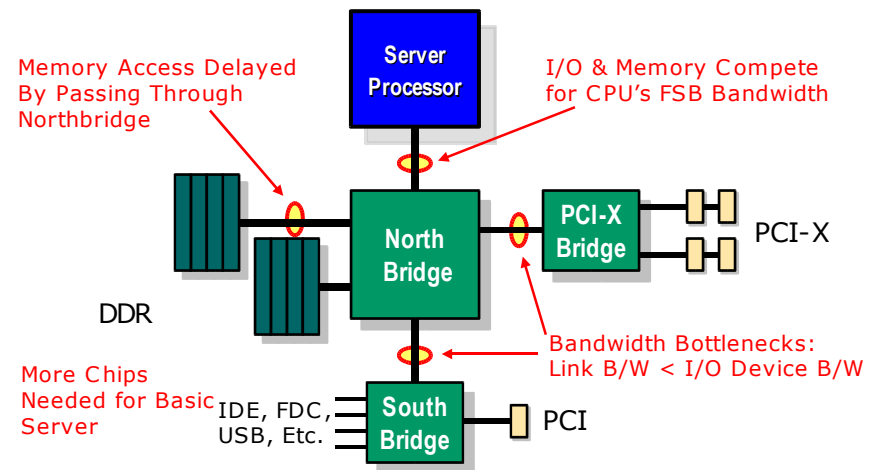 Server
Processor
Memory Access Delayed
By Passing Through
Northbridge
I/O & Memory Compete
for CPU's FSB Bandwidth
North
Bridge
PCI-X
Bridge
PCI-X
DDR
Bandwidth Bottlenecks:
Link B/W < I/O Device B/W
More Chips
Needed for Basic
Server
IDE, FDC,
USB, Etc.
South
Bridge
PCI